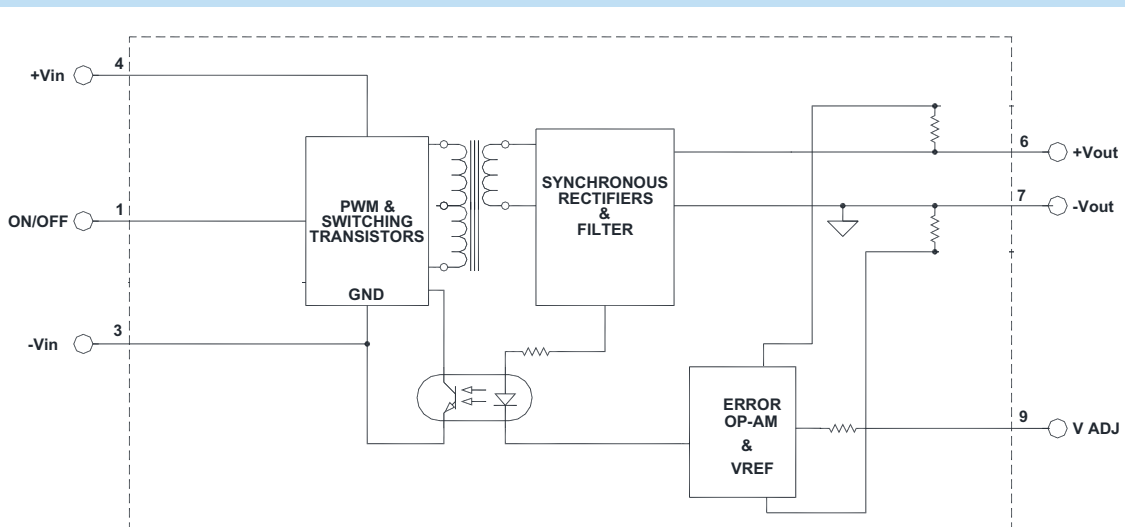 +Vin
4
ON/OFF
1
-Vin
3
PWM &
SWITCHING
TRANSISTORS
GND
SYNCHRONOUS
RECTIFIERS
&
FILTER
ERROR
OP-AM
&
VREF
6
+Vout
7
-Vout
9
V ADJ